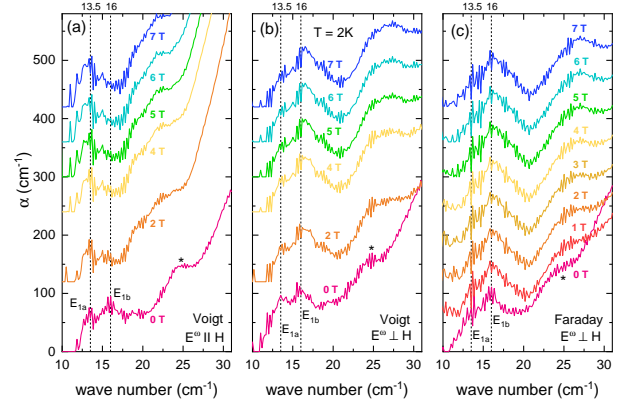 13.5 16
13.5 16
13.5 16
(a)
(b)
(c)
T = 2K
α (cm⁻¹)
500
400
300
200
100
0
7 T
6 T
5 T
4 T
2 T
0 T
*
E1a
E1b
Voigt
Eω || H
7 T
6 T
5 T
4 T
2 T
0 T
*
E1a
E1b
Voigt
Eω ⊥ H
7 T
6 T
5 T
4 T
3 T
2 T
1 T
0 T
*
E1a
E1b
Faraday
Eω ⊥ H
10 15 20 25 30
10 15 20 25 30
10 15 20 25 30
wave number (cm⁻¹)
wave number (cm⁻¹)
wave number (cm⁻¹)